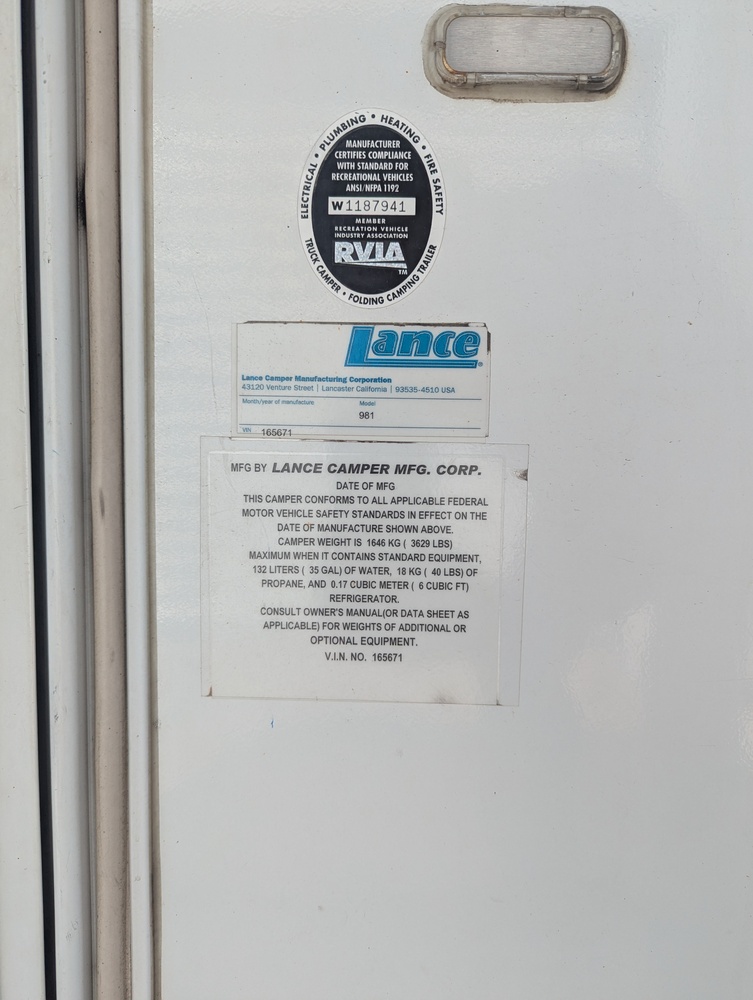 ELECTRICAL • PLUMBING • HEATING • FIRE SAFETY
MANUFACTURER
CERTIFIES COMPLIANCE
WITH STANDARD FOR
RECREATIONAL VEHICLES
ANSI/NFPA 1192
W1187941
MEMBER
RECREATION VEHICLE
INDUSTRY ASSOCIATION
RVIA
TM
TRUCK CAMPER • FOLDING CAMPING TRAILER
Lance®
Lance Camper Manufacturing Corporation
43120 Venture Street | Lancaster California | 93535-4510 USA
Month/year of manufacture Model
981
VIN 165671
MFG BY LANCE CAMPER MFG. CORP.
DATE OF MFG
THIS CAMPER CONFORMS TO ALL APPLICABLE FEDERAL
MOTOR VEHICLE SAFETY STANDARDS IN EFFECT ON THE
DATE OF MANUFACTURE SHOWN ABOVE.
CAMPER WEIGHT IS 1646 KG ( 3629 LBS)
MAXIMUM WHEN IT CONTAINS STANDARD EQUIPMENT,
132 LITERS ( 35 GAL) OF WATER, 18 KG ( 40 LBS) OF
PROPANE, AND 0.17 CUBIC METER ( 6 CUBIC FT)
REFRIGERATOR.
CONSULT OWNER'S MANUAL(OR DATA SHEET AS
APPLICABLE) FOR WEIGHTS OF ADDITIONAL OR
OPTIONAL EQUIPMENT.
V.I.N. NO. 165671